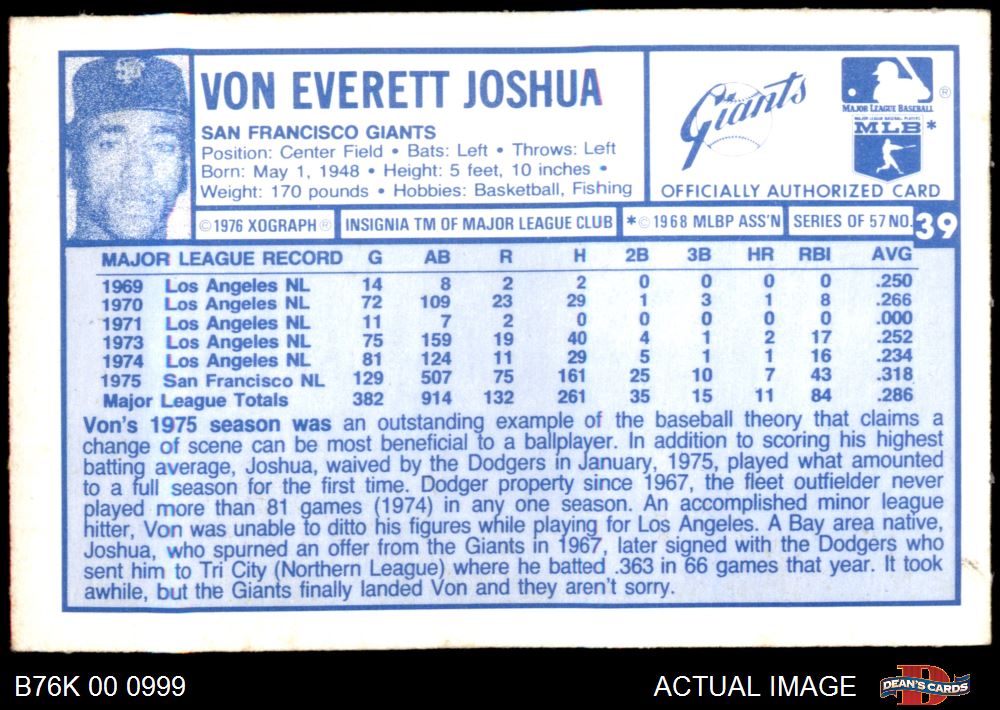 VON EVERETT JOSHUA
SAN FRANCISCO GIANTS
Position: Center Field • Bats: Left • Throws: Left
Born: May 1, 1948 • Height: 5 feet, 10 inches •
Weight: 170 pounds • Hobbies: Basketball, Fishing
Giants
MAJOR LEAGUE BASEBALL ®
MAJOR LEAGUE BASEBALL PLAYERS
MLB *
OFFICIALLY AUTHORIZED CARD
© 1976 XOGRAPH ® INSIGNIA TM OF MAJOR LEAGUE CLUB * © 1968 MLBP ASS'N SERIES OF 57 NO. 39
MAJOR LEAGUE RECORD G AB R H 2B 3B HR RBI AVG
1969 Los Angeles NL 14 8 2 2 0 0 0 0 .250
1970 Los Angeles NL 72 109 23 29 1 3 1 8 .266
1971 Los Angeles NL 11 7 2 0 0 0 0 0 .000
1973 Los Angeles NL 75 159 19 40 4 1 2 17 .252
1974 Los Angeles NL 81 124 11 29 5 1 1 16 .234
1975 San Francisco NL 129 507 75 161 25 10 7 43 .318
Major League Totals 382 914 132 261 35 15 11 84 .286
Von's 1975 season was an outstanding example of the baseball theory that claims a
change of scene can be most beneficial to a ballplayer. In addition to scoring his highest
batting average, Joshua, waived by the Dodgers in January, 1975, played what amounted
to a full season for the first time. Dodger property since 1967, the fleet outfielder never
played more than 81 games (1974) in any one season. An accomplished minor league
hitter, Von was unable to ditto his figures while playing for Los Angeles. A Bay area native,
Joshua, who spurned an offer from the Giants in 1967, later signed with the Dodgers who
sent him to Tri City (Northern League) where he batted .363 in 66 games that year. It took
awhile, but the Giants finally landed Von and they aren't sorry.
B76K 00 0999
ACTUAL IMAGE
DEAN'S CARDS